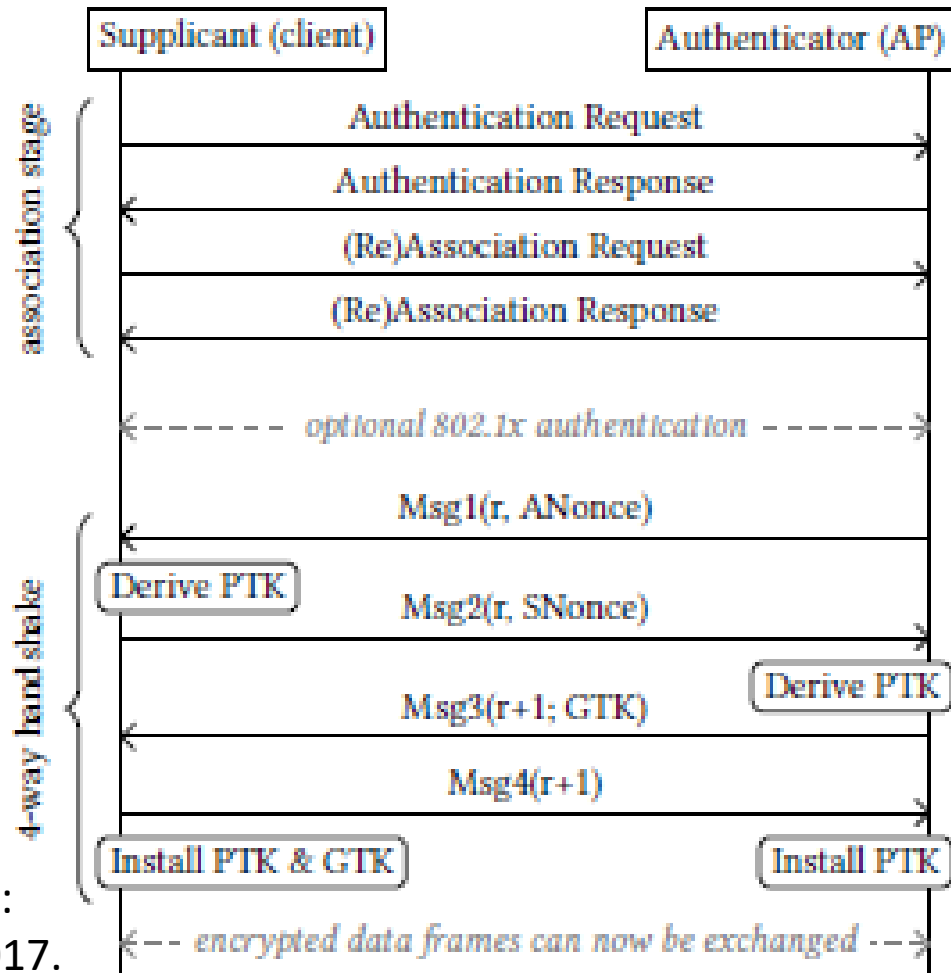 Supplicant (client)
Authenticator (AP)
association stage
Authentication Request
Authentication Response
(Re)Association Request
(Re)Association Response
optional 802.1x authentication
4-way handshake
Msg1(r, ANonce)
Derive PTK
Msg2(r, SNonce)
Derive PTK
Msg3(r+1; GTK)
Msg4(r+1)
Install PTK & GTK
Install PTK
:
encrypted data frames can now be exchanged
017.